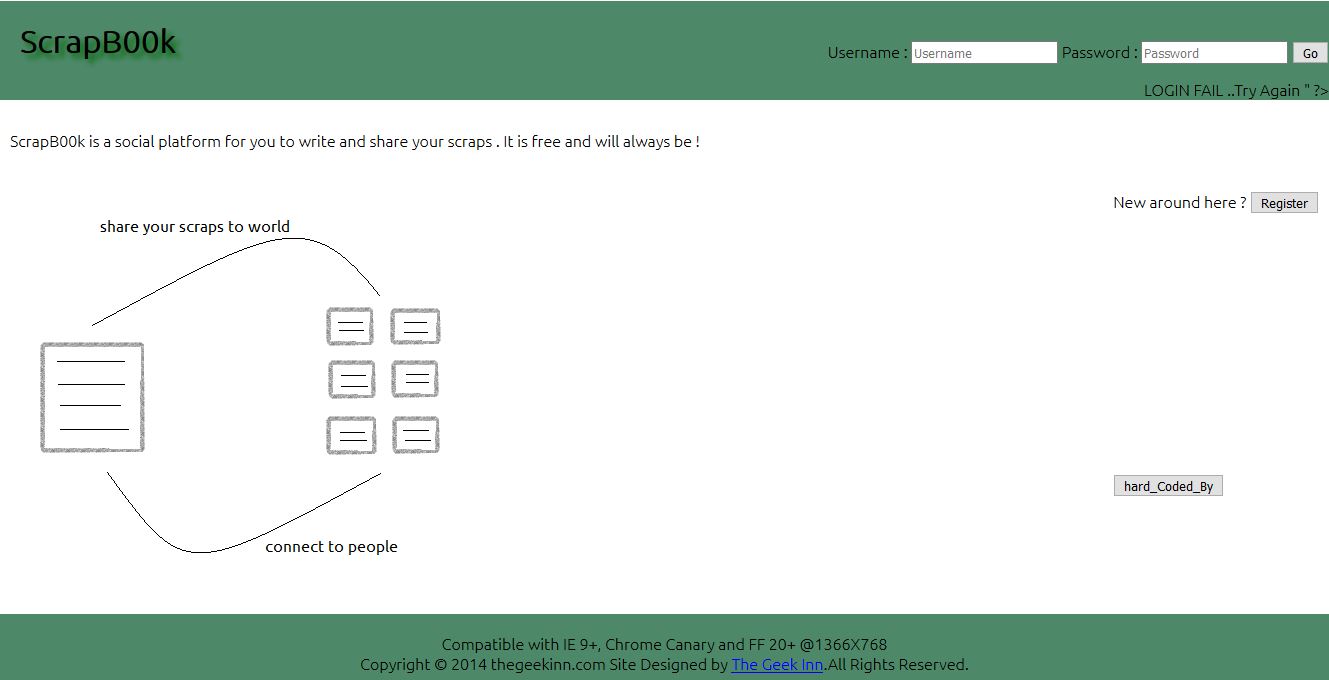 ScrapB00k
Username : Username Password : Password Go
LOGIN FAIL ..Try Again " ?>
ScrapB00k is a social platform for you to write and share your scraps . It is free and will always be !
New around here ? Register
share your scraps to world
hard_Coded_By
connect to people
Compatible with IE 9+, Chrome Canary and FF 20+ @1366X768
Copyright © 2014 thegeekinn.com Site Designed by The Geek Inn.All Rights Reserved.